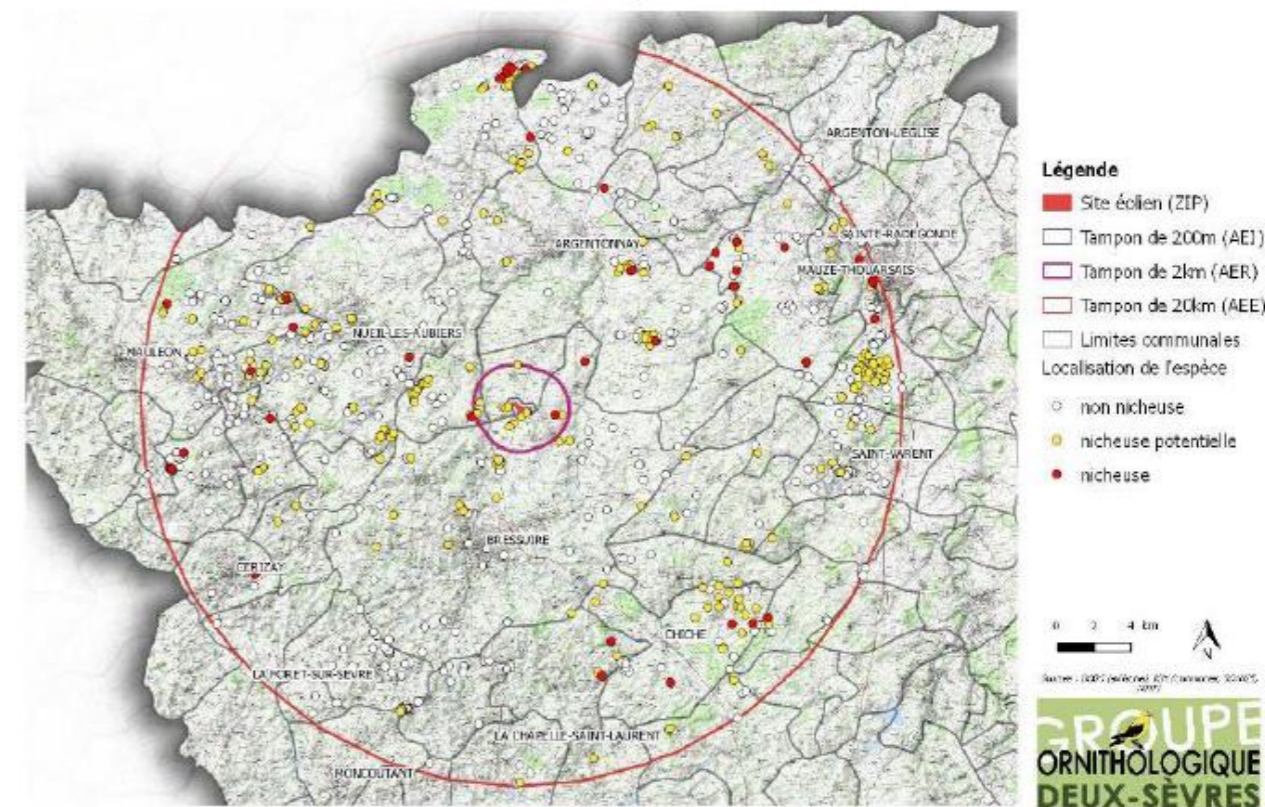 ARGENTON-L'EGLISE
SAINTE-RADEGONDE
ARGENTONNAY
MAUZE-THOUARSAIS
NUEIL-LES-AUBIERS
MAULEON
SAINT-VARENT
BRESSUIRE
CERIZAY
CHICHE
LA FORET-SUR-SEVRE
LA CHAPELLE-SAINT-LAURENT
MONCOUTANT
Légende
Site éolien (ZIP)
Tampon de 200m (AEI)
Tampon de 2km (AER)
Tampon de 20km (AEE)
Limites communales
Localisation de l'espèce
non nicheuse
nicheuse potentielle
nicheuse
0 2 4 km
N
GROUPE
ORNITHOLOGIQUE
DEUX-SÈVRES